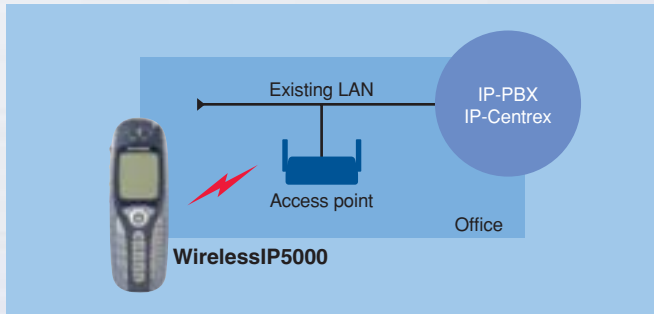 Existing LAN
IP-PBX
IP-Centrex
Access point
Office
WirelessIP5000